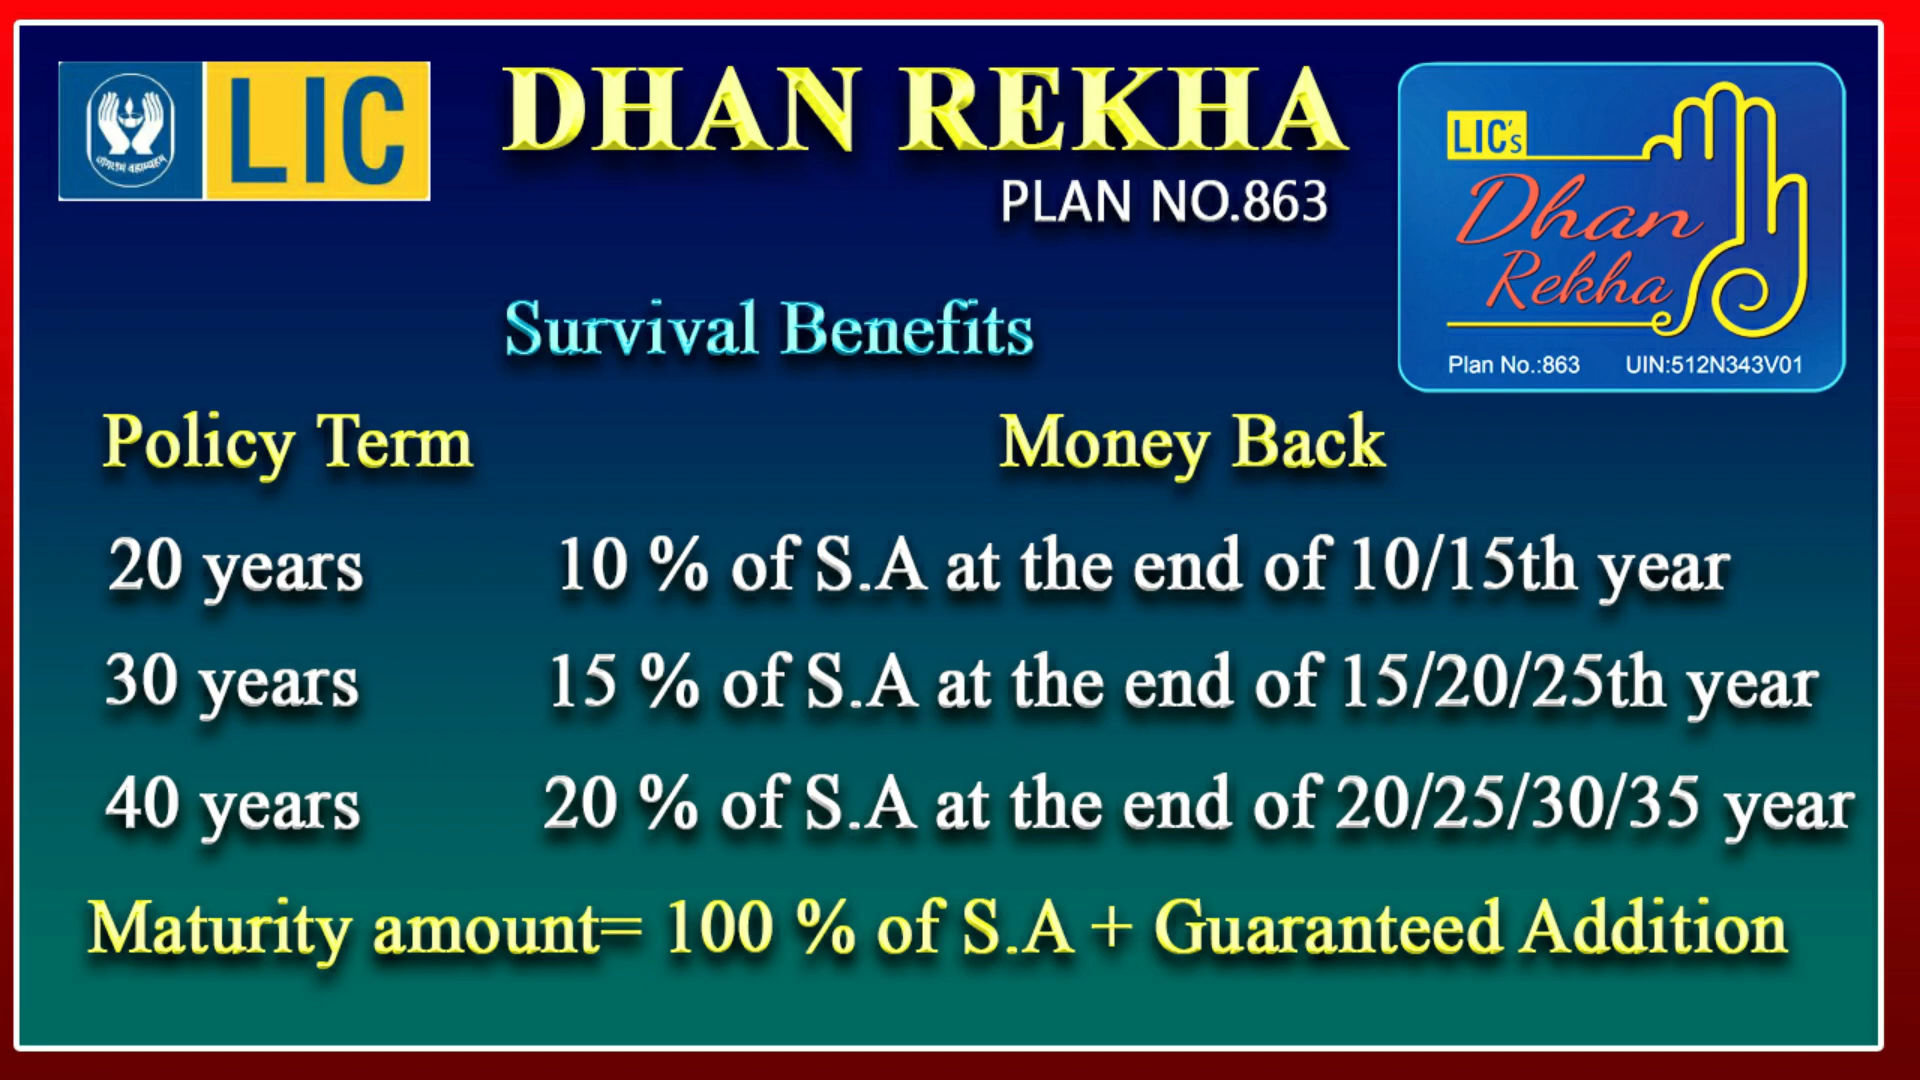 LIC
DHAN REKHA
PLAN NO.863
LIC's
Dhan
Rekha
Plan No.:863 UIN:512N343V01
Survival Benefits
Policy Term Money Back
20 years 10 % of S.A at the end of 10/15th year
30 years 15 % of S.A at the end of 15/20/25th year
40 years 20 % of S.A at the end of 20/25/30/35 year
Maturity amount= 100 % of S.A + Guaranteed Addition